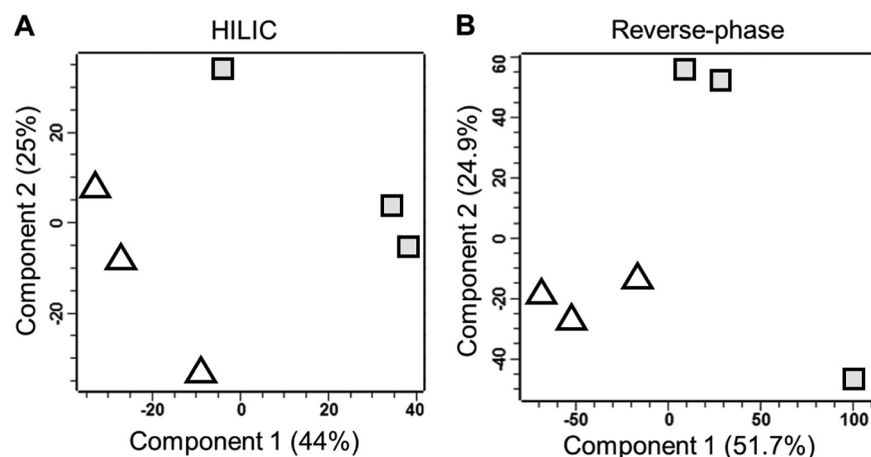 A
HILIC
Component 2 (25%)
20
0
-20
-20
0
20
40
Component 1 (44%)
B
Reverse-phase
Component 2 (24.9%)
60
40
20
0
-20
-40
-50
0
50
100
Component 1 (51.7%)